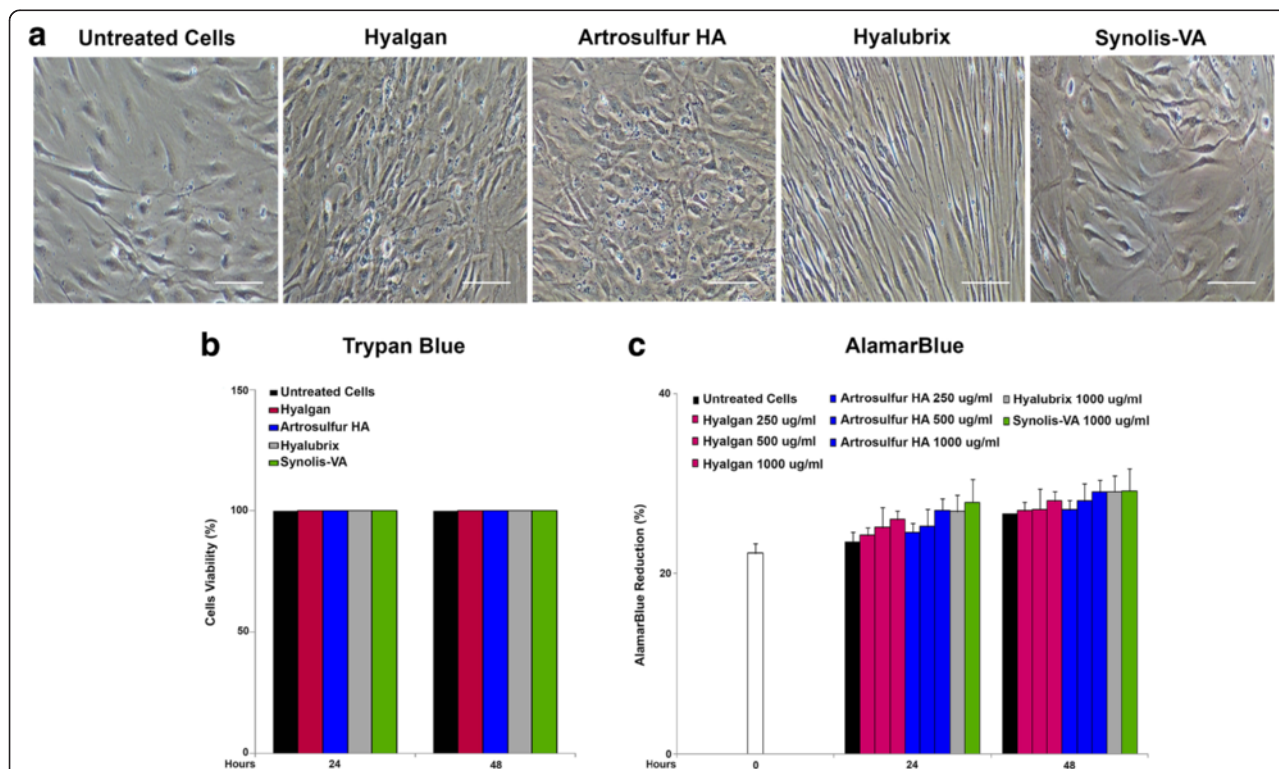 a
Untreated Cells
Hyalgan
Artrosulfur HA
Hyalubrix
Synolis-VA
b
Trypan Blue
150
100
50
0
Cells Viability (%)
Untreated Cells
Hyalgan
Artrosulfur HA
Hyalubrix
Synolis-VA
Hours
24
48
c
AlamarBlue
40
20
0
AlamarBlue Reduction (%)
Untreated Cells
Hyalgan 250 ug/ml
Hyalgan 500 ug/ml
Hyalgan 1000 ug/ml
Artrosulfur HA 250 ug/ml
Artrosulfur HA 500 ug/ml
Artrosulfur HA 1000 ug/ml
Hyalubrix 1000 ug/ml
Synolis-VA 1000 ug/ml
Hours
0
24
48